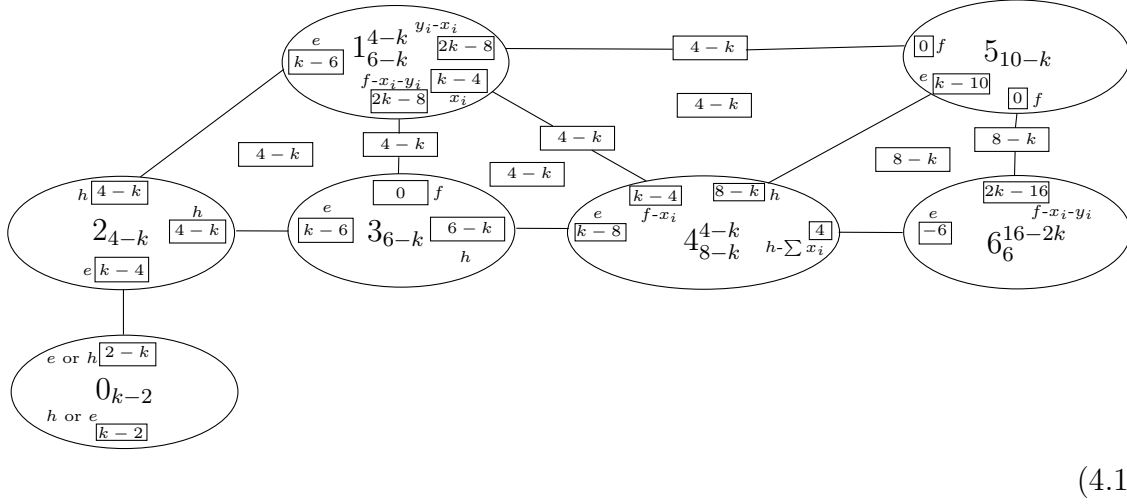 e
k − 6
1_{6−k}^{4−k}
y_i-x_i
2k − 8
f-x_i-y_i
2k − 8
k − 4
x_i
4 − k
0 f
5_{10−k}
e k − 10
0 f
4 − k
4 − k
4 − k
8 − k
4 − k
4 − k
8 − k
h 4 − k
2_{4−k}
h
4 − k
e k − 4
0 f
e
k − 6
3_{6−k}
6 − k
h
k − 4
f-x_i
8 − k h
e
k − 8
4_{8−k}^{4−k}
4
h-∑ x_i
2k − 16
f-x_i-y_i
e
−6
6_6^{16−2k}
e or h 2 − k
0_{k−2}
h or e
k − 2
(4.1